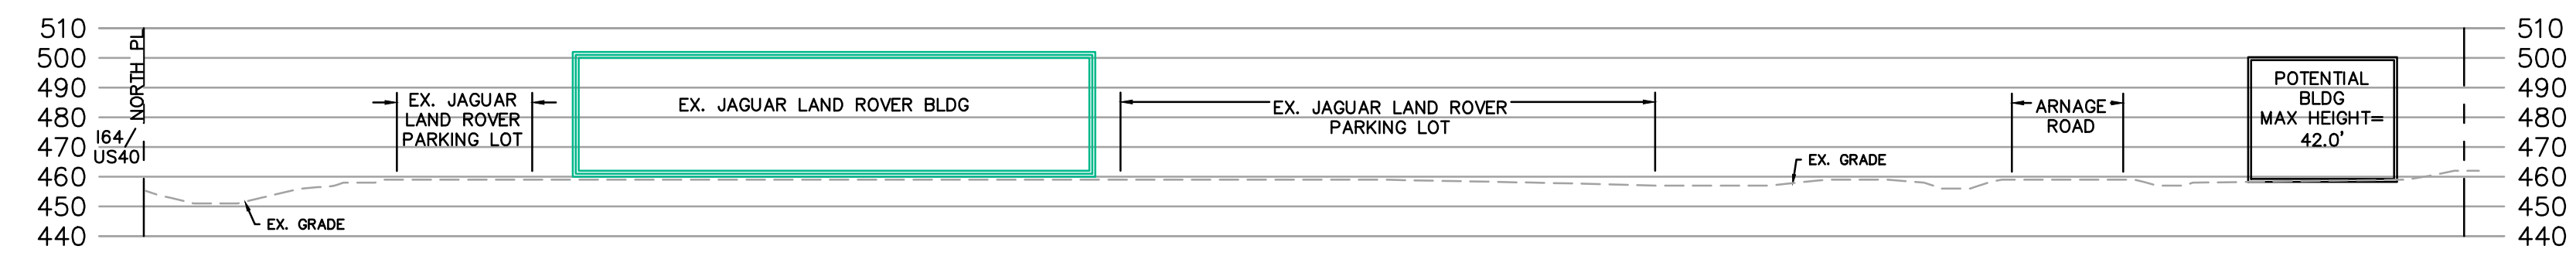 510
500
490
480
470
460
450
440
NORTH PL
I64/
US40
EX. JAGUAR
LAND ROVER
PARKING LOT
EX. GRADE
EX. JAGUAR LAND ROVER BLDG
EX. JAGUAR LAND ROVER
PARKING LOT
EX. GRADE
ARNAGE
ROAD
POTENTIAL
BLDG
MAX HEIGHT=
42.0'
510
500
490
480
470
460
450
440